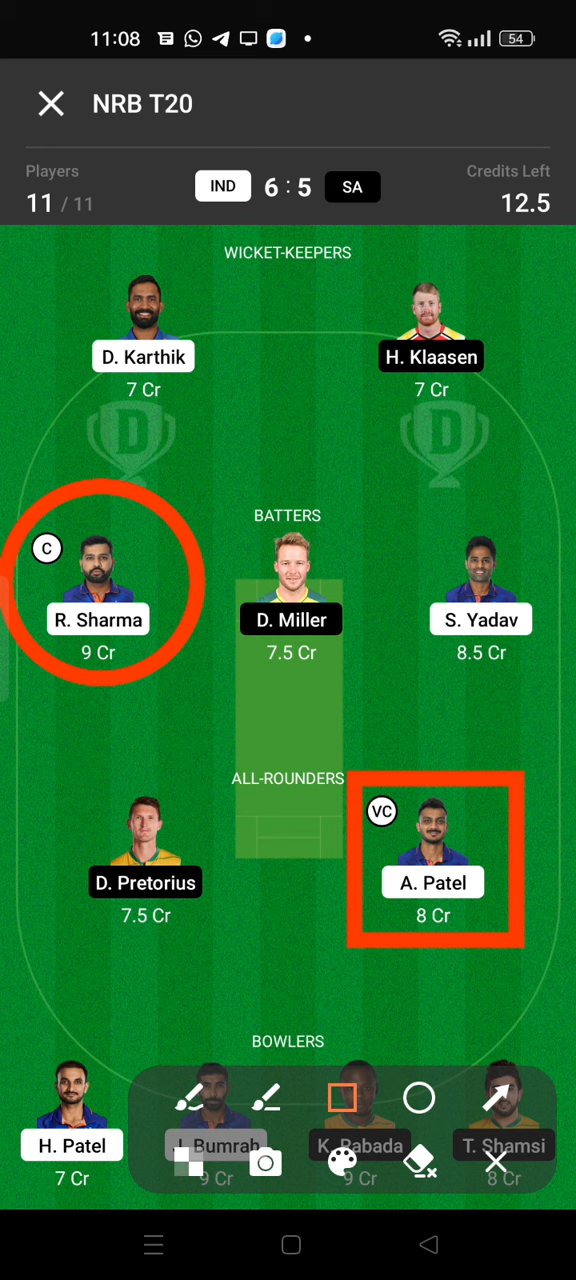 11:08
54
NRB T20
Players
Credits Left
11 / 11
IND 6 : 5 SA
12.5
WICKET-KEEPERS
D. Karthik
H. Klaasen
7 Cr
7 Cr
D
D
BATTERS
C
R. Sharma
D. Miller
S. Yadav
9 Cr
7.5 Cr
8.5 Cr
ALL-ROUNDERS
VC
D. Pretorius
A. Patel
7.5 Cr
8 Cr
BOWLERS
H. Patel
J. Bumrah
K. Rabada
T. Shamsi
7 Cr
9 Cr
9 Cr
8 Cr